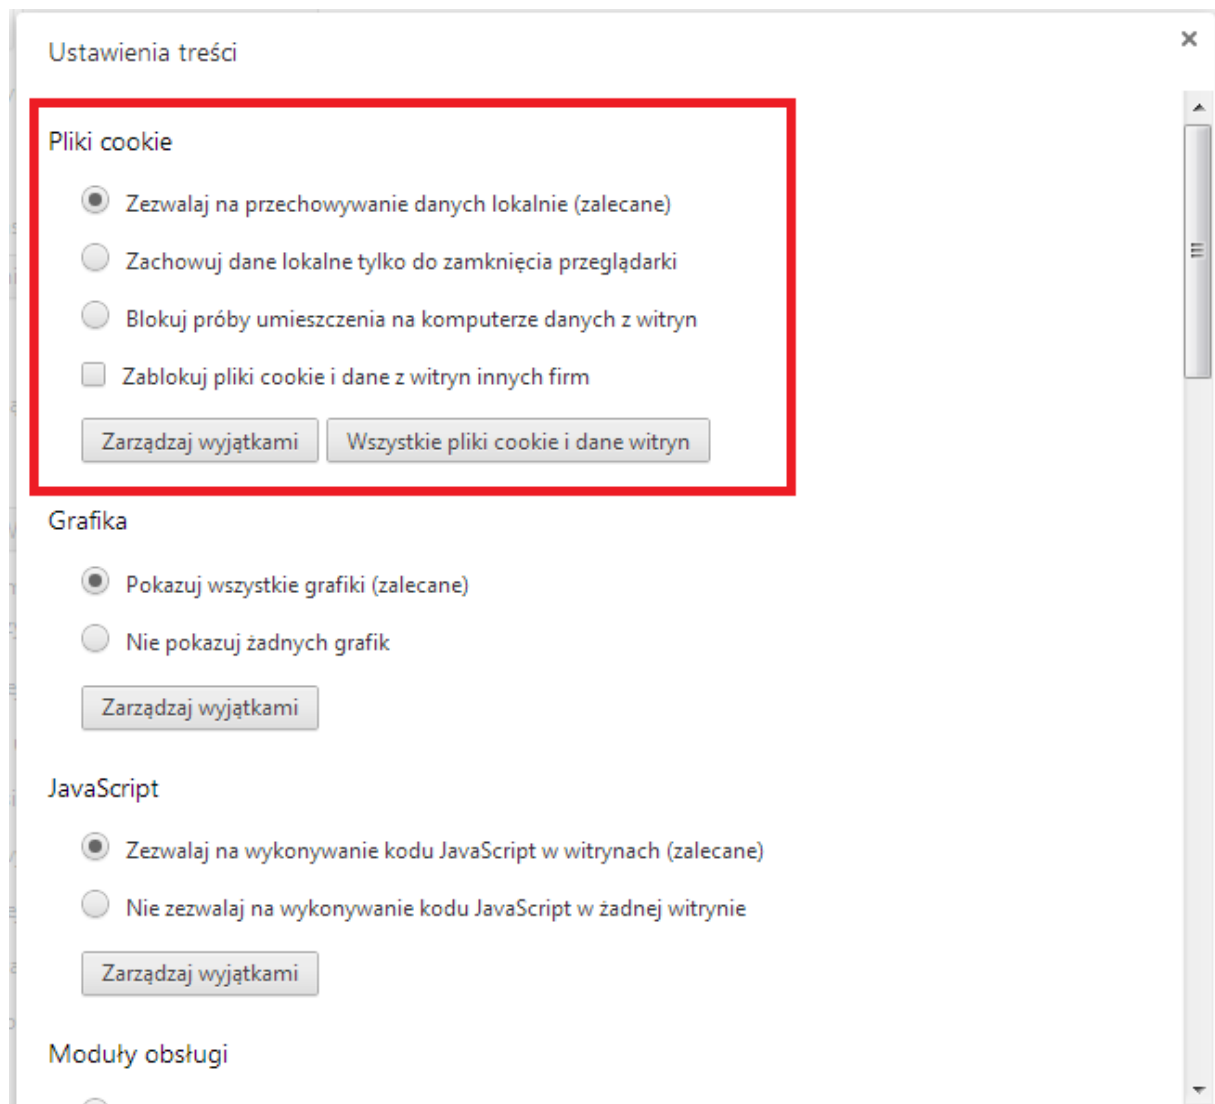 Ustawienia treści
Pliki cookie
Zezwalaj na przechowywanie danych lokalnie (zalecane)
Zachowuj dane lokalne tylko do zamknięcia przeglądarki
Blokuj próby umieszczenia na komputerze danych z witryn
Zablokuj pliki cookie i dane z witryn innych firm
Zarządzaj wyjątkami Wszystkie pliki cookie i dane witryn
Grafika
Pokazuj wszystkie grafiki (zalecane)
Nie pokazuj żadnych grafik
Zarządzaj wyjątkami
JavaScript
Zezwalaj na wykonywanie kodu JavaScript w witrynach (zalecane)
Nie zezwalaj na wykonywanie kodu JavaScript w żadnej witrynie
Zarządzaj wyjątkami
Moduły obsługi